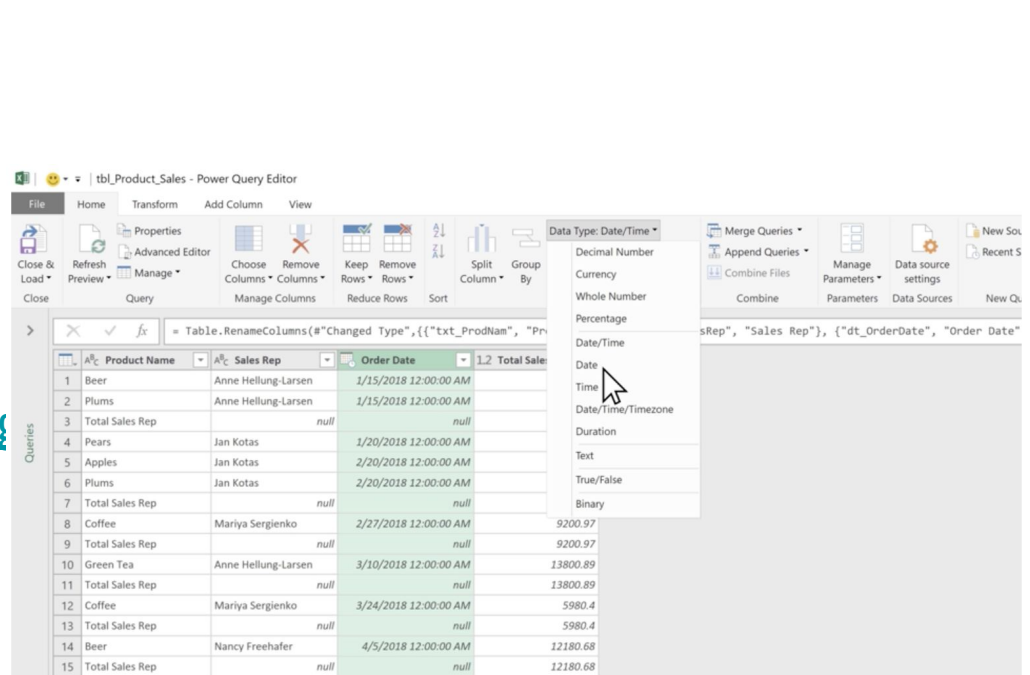 tbl_Product_Sales - Power Query Editor
File Home Transform Add Column View
Close & Load
Refresh Preview
Properties
Advanced Editor
Manage
Choose Columns
Remove Columns
Keep Rows
Remove Rows
Split Column
Group By
Data Type: Date/Time
Merge Queries
Append Queries
Combine Files
Manage Parameters
Data source settings
New Sou
Recent S
Close Query Manage Columns Reduce Rows Sort Combine Parameters Data Sources New Qu
Decimal Number
Currency
Whole Number
Percentage
Date/Time
Date
Time
Date/Time/Timezone
Duration
Text
True/False
Binary
Queries
fx = Table.RenameColumns(#"Changed Type",{{"txt_ProdNam", "Pr sRep", "Sales Rep"}, {"dt_OrderDate", "Order Date"
ABC Product Name ABC Sales Rep Order Date 1.2 Total Sale
1 Beer Anne Hellung-Larsen 1/15/2018 12:00:00 AM
2 Plums Anne Hellung-Larsen 1/15/2018 12:00:00 AM
3 Total Sales Rep null null
4 Pears Jan Kotas 1/20/2018 12:00:00 AM
5 Apples Jan Kotas 2/20/2018 12:00:00 AM
6 Plums Jan Kotas 2/20/2018 12:00:00 AM
7 Total Sales Rep null null
8 Coffee Mariya Sergienko 2/27/2018 12:00:00 AM 9200.97
9 Total Sales Rep null null 9200.97
10 Green Tea Anne Hellung-Larsen 3/10/2018 12:00:00 AM 13800.89
11 Total Sales Rep null null 13800.89
12 Coffee Mariya Sergienko 3/24/2018 12:00:00 AM 5980.4
13 Total Sales Rep null null 5980.4
14 Beer Nancy Freehafer 4/5/2018 12:00:00 AM 12180.68
15 Total Sales Rep null null 12180.68